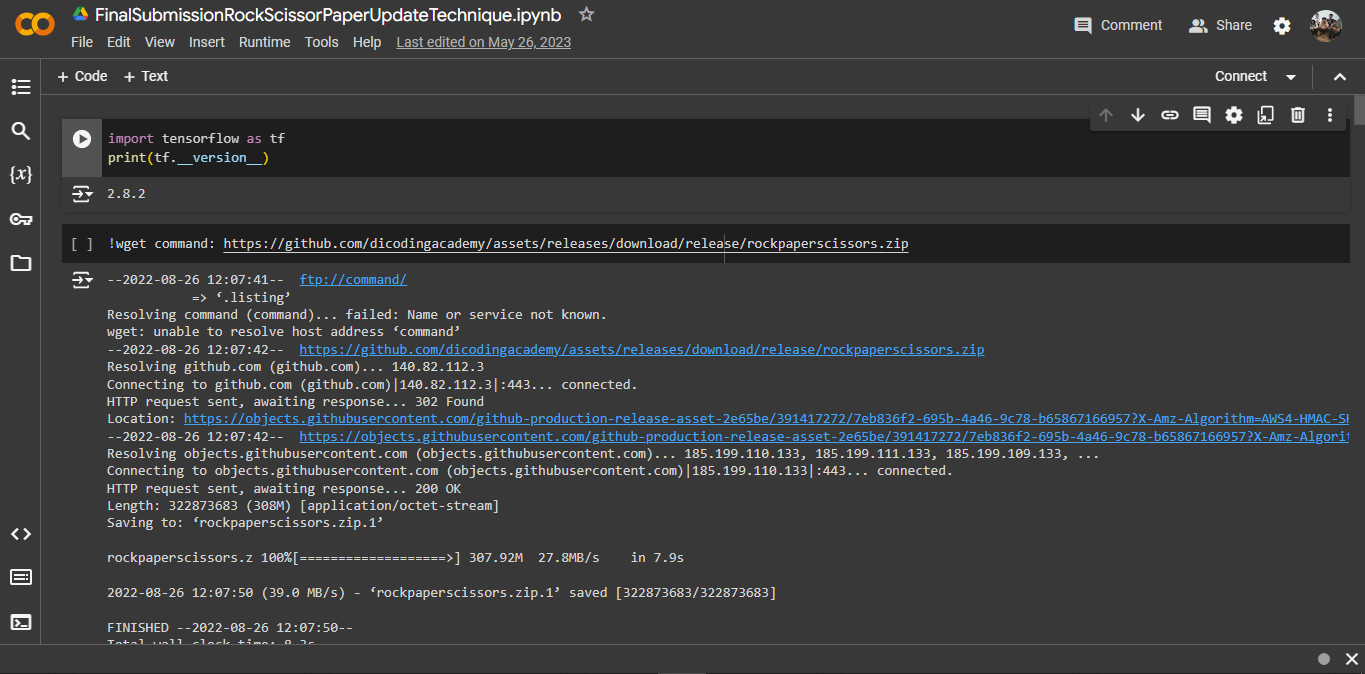 FinalSubmissionRockScissorPaperUpdateTechnique.ipynb
Comment Share
File Edit View Insert Runtime Tools Help Last edited on May 26, 2023
+ Code + Text
Connect
import tensorflow as tf
print(tf.__version__)
2.8.2
[ ] !wget command: https://github.com/dicodingacademy/assets/releases/download/release/rockpaperscissors.zip
--2022-08-26 12:07:41-- ftp://command/
=> ‘.listing’
Resolving command (command)... failed: Name or service not known.
wget: unable to resolve host address ‘command’
--2022-08-26 12:07:42-- https://github.com/dicodingacademy/assets/releases/download/release/rockpaperscissors.zip
Resolving github.com (github.com)... 140.82.112.3
Connecting to github.com (github.com)|140.82.112.3|:443... connected.
HTTP request sent, awaiting response... 302 Found
Location: https://objects.githubusercontent.com/github-production-release-asset-2e65be/391417272/7eb836f2-695b-4a46-9c78-b65867166957?X-Amz-Algorithm=AWS4-HMAC-SH
--2022-08-26 12:07:42-- https://objects.githubusercontent.com/github-production-release-asset-2e65be/391417272/7eb836f2-695b-4a46-9c78-b65867166957?X-Amz-Algorit
Resolving objects.githubusercontent.com (objects.githubusercontent.com)... 185.199.110.133, 185.199.111.133, 185.199.109.133, ...
Connecting to objects.githubusercontent.com (objects.githubusercontent.com)|185.199.110.133|:443... connected.
HTTP request sent, awaiting response... 200 OK
Length: 322873683 (308M) [application/octet-stream]
Saving to: ‘rockpaperscissors.zip.1’
rockpaperscissors.z 100%[===================>] 307.92M 27.8MB/s in 7.9s
2022-08-26 12:07:50 (39.0 MB/s) - ‘rockpaperscissors.zip.1’ saved [322873683/322873683]
FINISHED --2022-08-26 12:07:50--
Total wall clock time: 8.3s